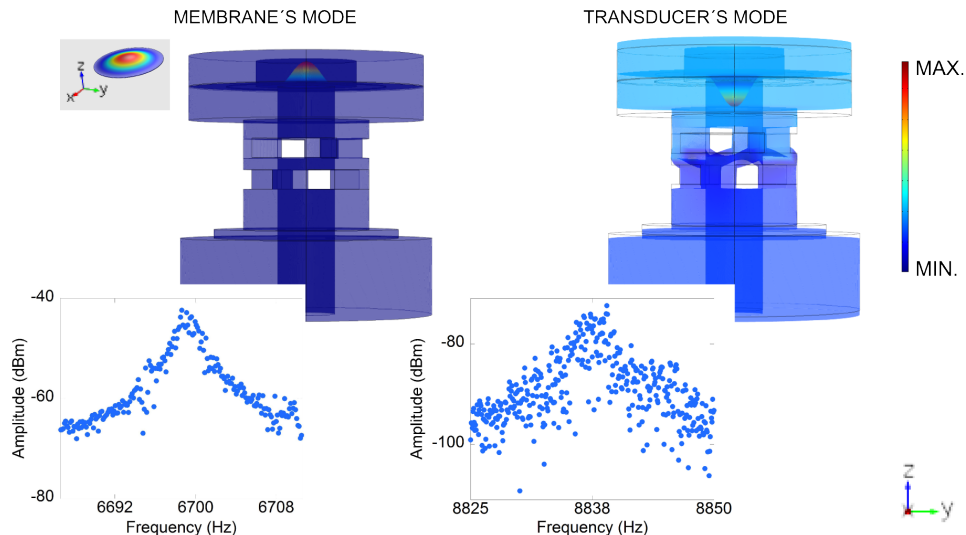 MEMBRANE´S MODE
TRANSDUCER´S MODE
z
x
y
MAX.
MIN.
-40
-60
-80
Amplitude (dBm)
6692
6700
6708
Frequency (Hz)
-80
-100
Amplitude (dBm)
8825
8838
8850
Frequency (Hz)
z
x
y